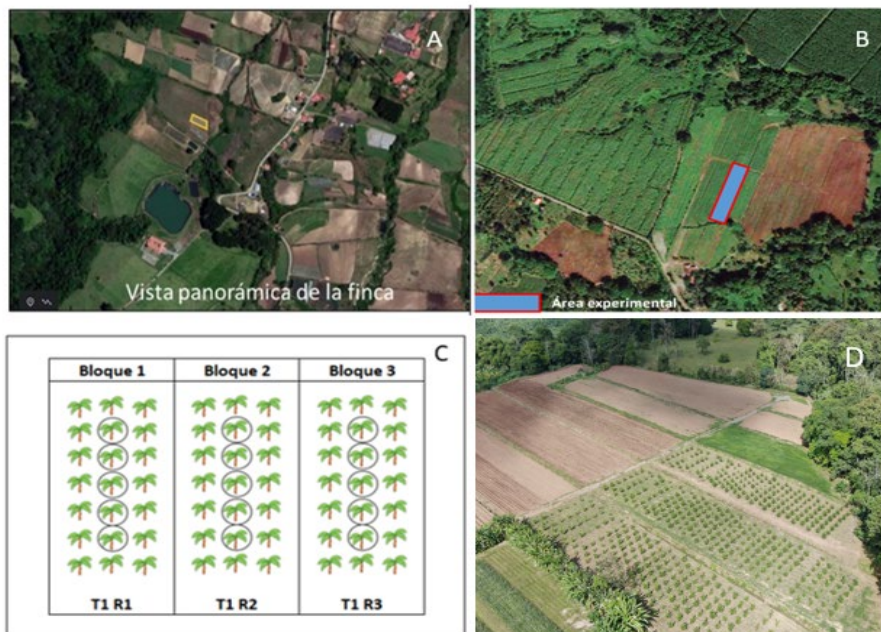 A
Vista panorámica de la finca
B
Área experimental
C
Bloque 1
Bloque 2
Bloque 3
T1 R1
T1 R2
T1 R3
D